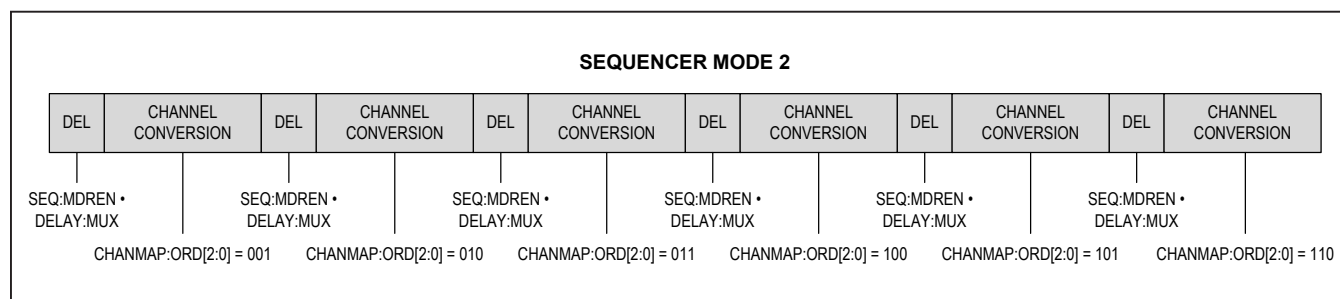 SEQUENCER MODE 2
DEL
CHANNEL
CONVERSION
DEL
CHANNEL
CONVERSION
DEL
CHANNEL
CONVERSION
DEL
CHANNEL
CONVERSION
DEL
CHANNEL
CONVERSION
DEL
CHANNEL
CONVERSION
SEQ:MDREN •
DELAY:MUX
SEQ:MDREN •
DELAY:MUX
SEQ:MDREN •
DELAY:MUX
SEQ:MDREN •
DELAY:MUX
SEQ:MDREN •
DELAY:MUX
SEQ:MDREN •
DELAY:MUX
CHANMAP:ORD[2:0] = 001
CHANMAP:ORD[2:0] = 010
CHANMAP:ORD[2:0] = 011
CHANMAP:ORD[2:0] = 100
CHANMAP:ORD[2:0] = 101
CHANMAP:ORD[2:0] = 110